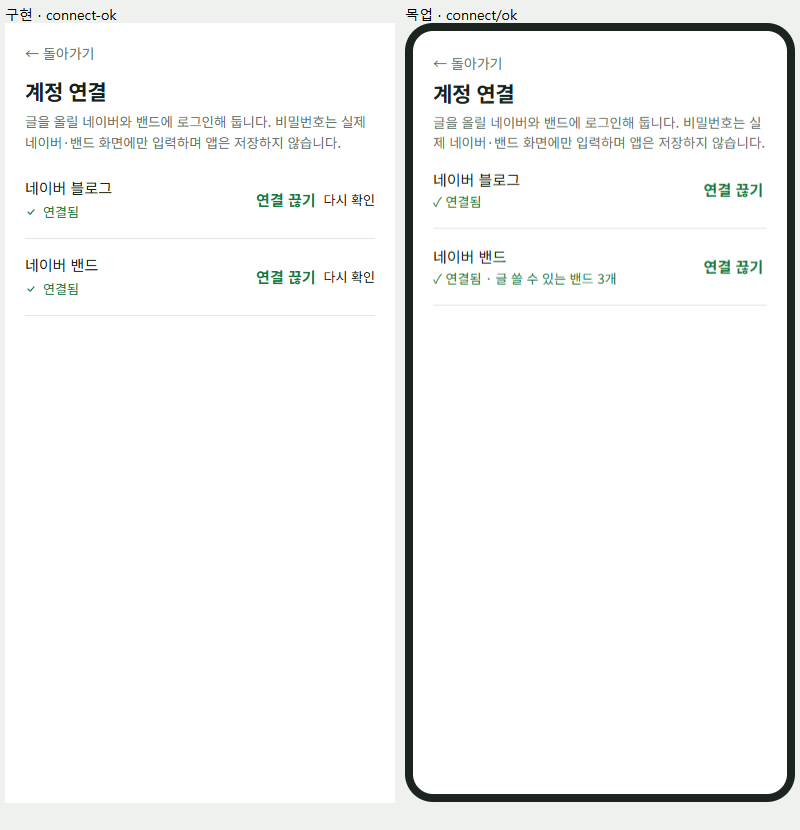 구현 · connect-ok
← 돌아가기
계정 연결
글을 올릴 네이버와 밴드에 로그인해 둡니다. 비밀번호는 실제
네이버·밴드 화면에만 입력하며 앱은 저장하지 않습니다.
네이버 블로그
✓ 연결됨
연결 끊기 다시 확인
네이버 밴드
✓ 연결됨
연결 끊기 다시 확인
목업 · connect/ok
← 돌아가기
계정 연결
글을 올릴 네이버와 밴드에 로그인해 둡니다. 비밀번호는 실
제 네이버·밴드 화면에만 입력하며 앱은 저장하지 않습니다.
네이버 블로그
✓ 연결됨
연결 끊기
네이버 밴드
✓ 연결됨 · 글 쓸 수 있는 밴드 3개
연결 끊기